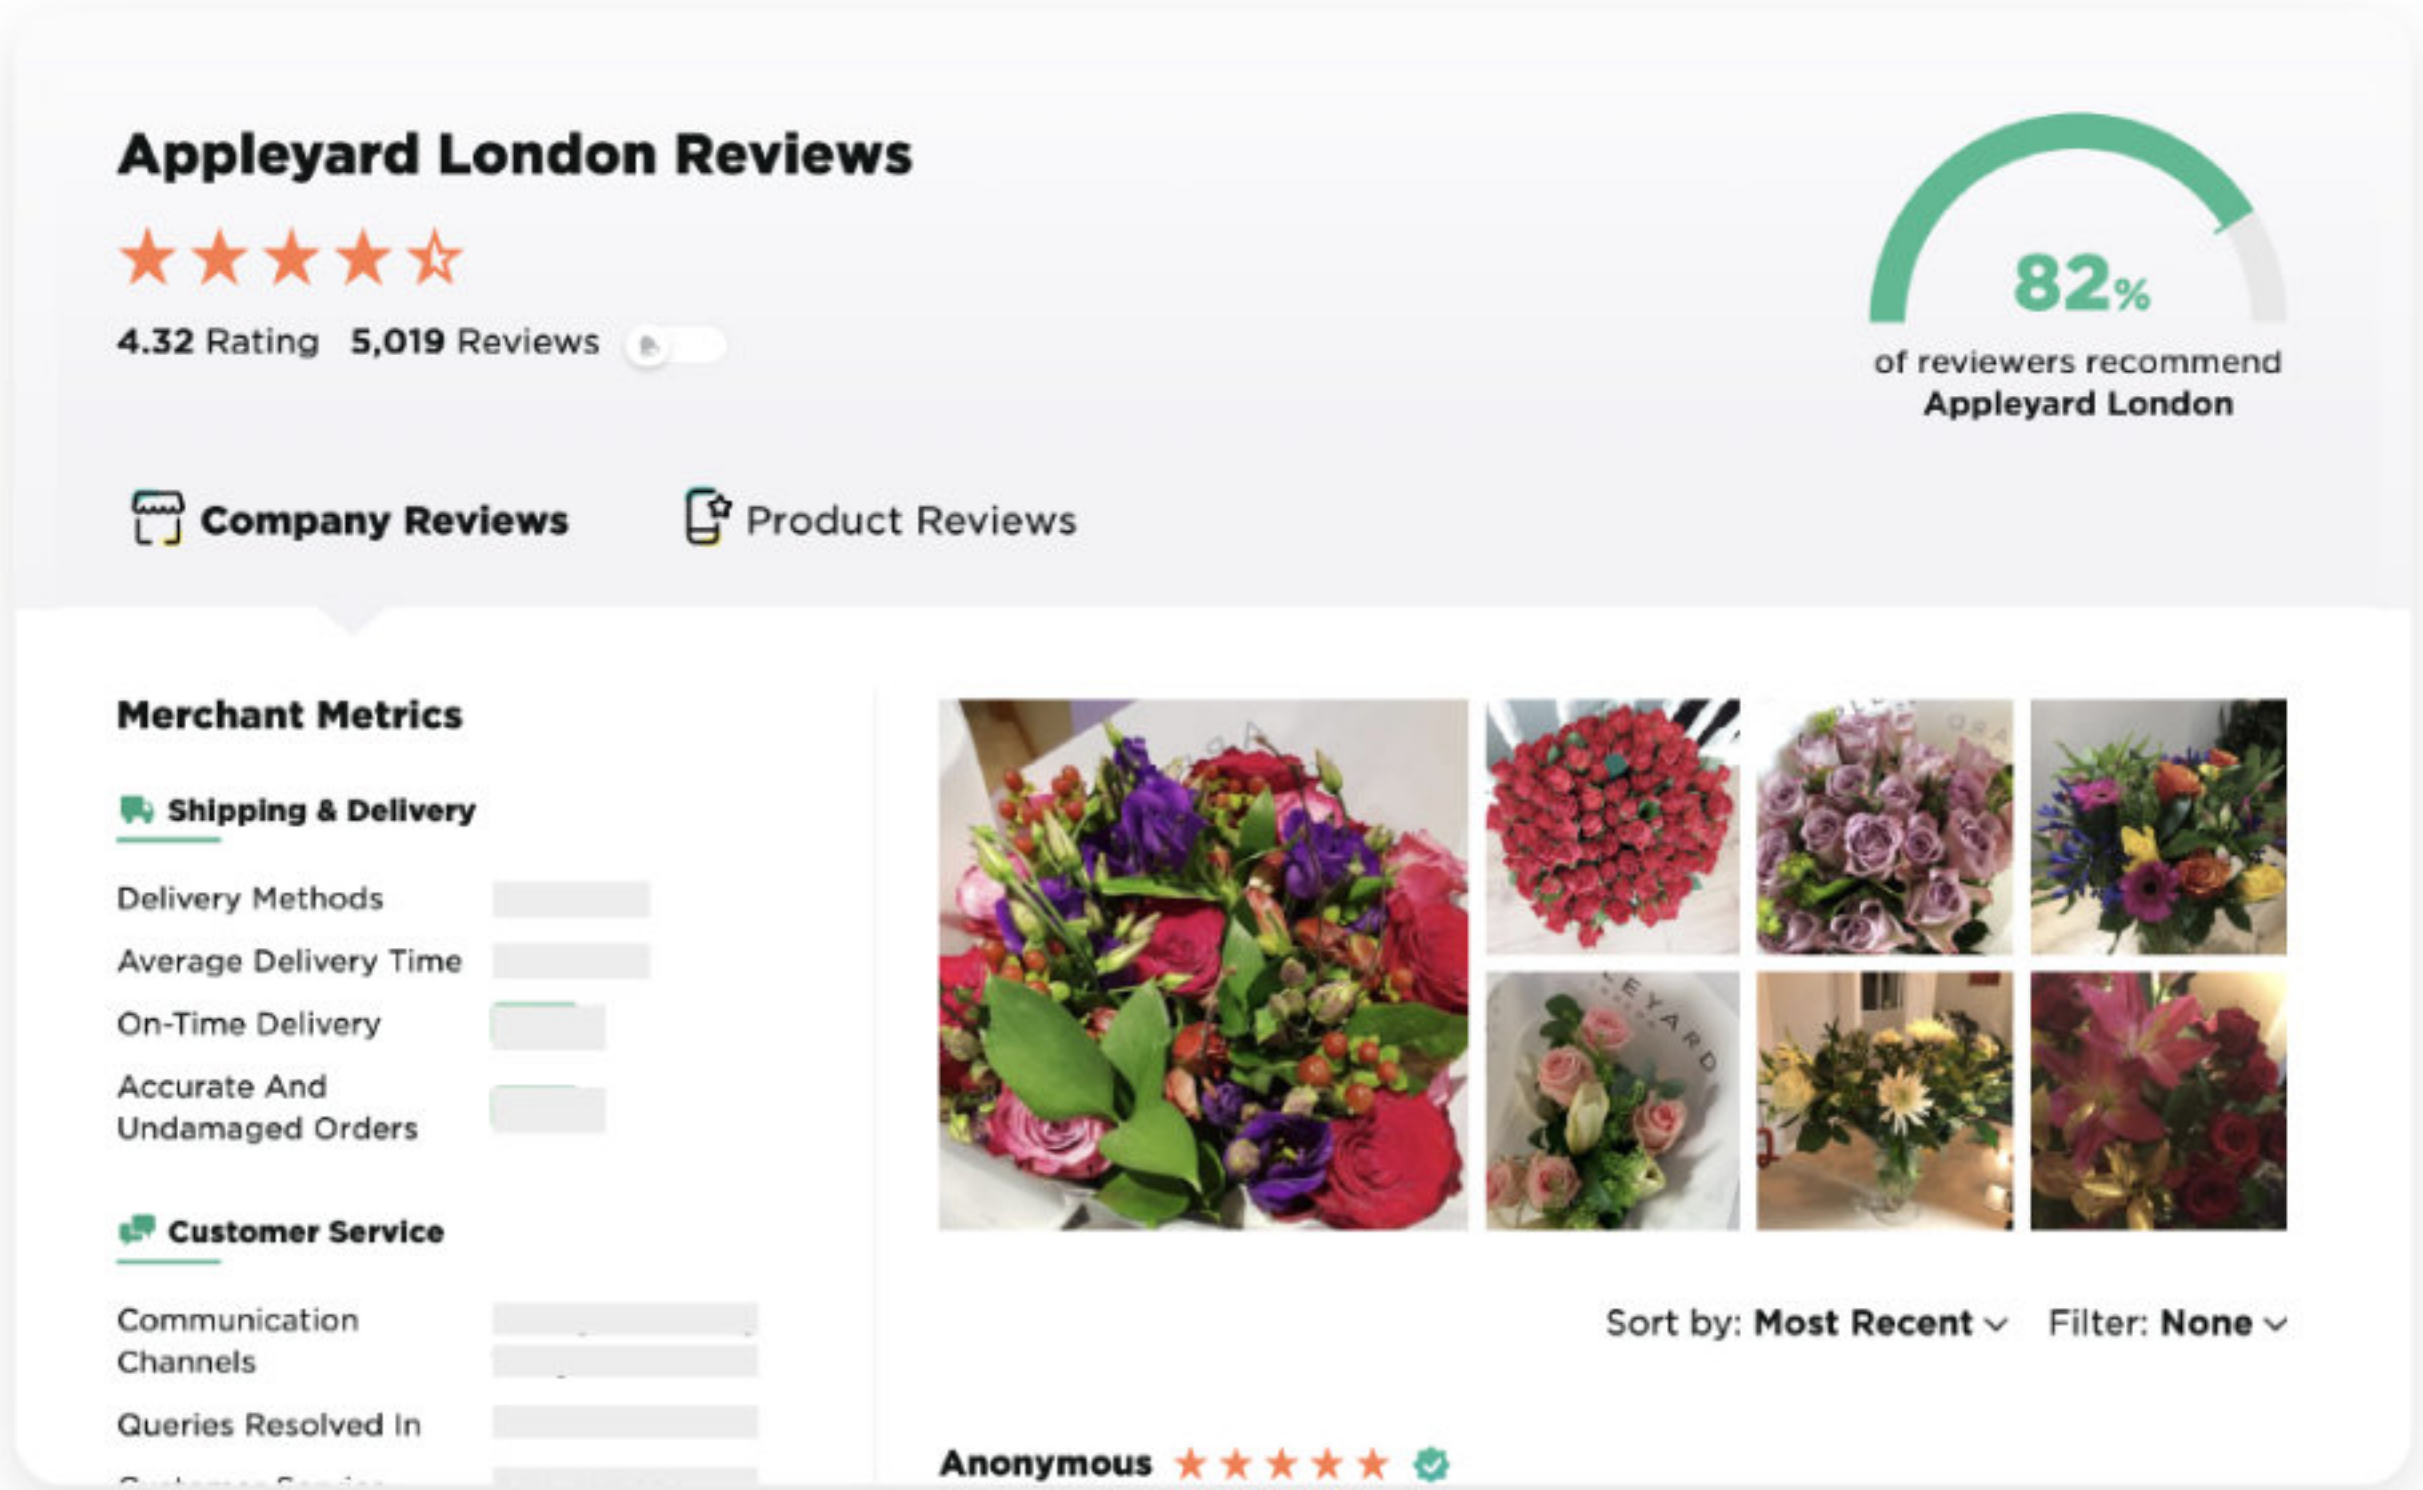 Appleyard London Reviews
4.32 Rating 5,019 Reviews
82%
of reviewers recommend
Appleyard London
Company Reviews
Product Reviews
Merchant Metrics
Shipping & Delivery
Delivery Methods
Average Delivery Time
On-Time Delivery
Accurate And
Undamaged Orders
Customer Service
Communication
Channels
Queries Resolved In
LEYARD
Sort by: Most Recent
Filter: None
Anonymous